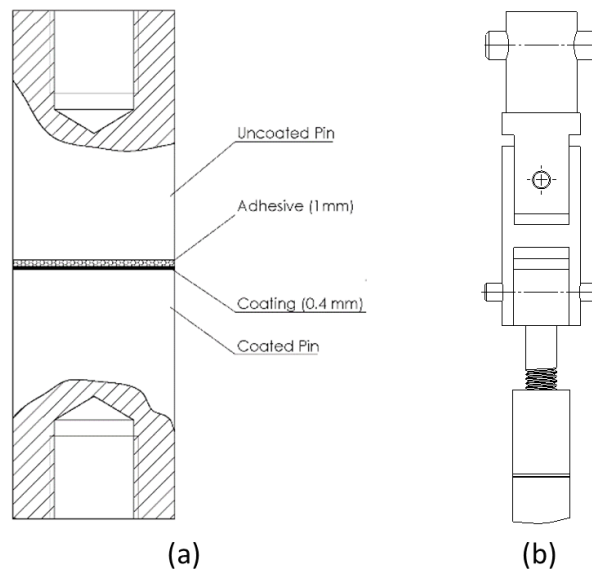 Uncoated Pin
Adhesive (1mm)
Coating (0.4 mm)
Coated Pin
(a)
(b)